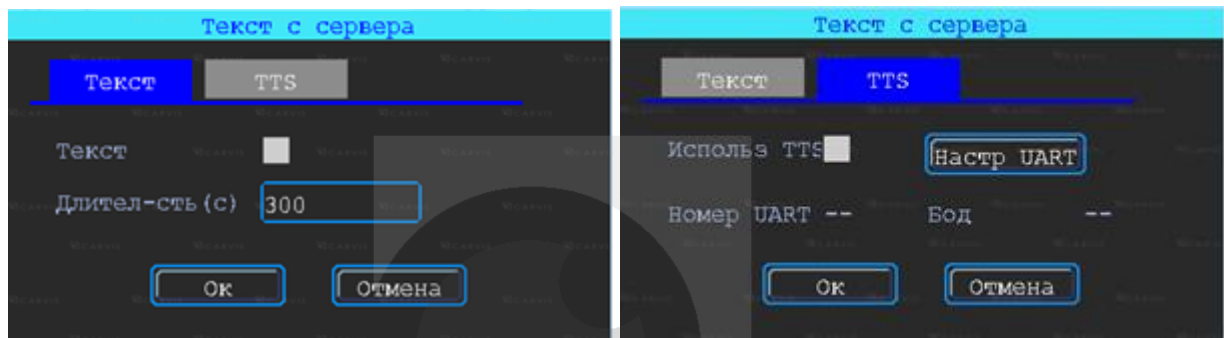 Текст с сервера
Текст TTS
Текст
Длител-сть(с) 300
Ок Отмена
Текст с сервера
Текст TTS
Использ TTS Настр UART
Номер UART -- Бод --
Ок Отмена